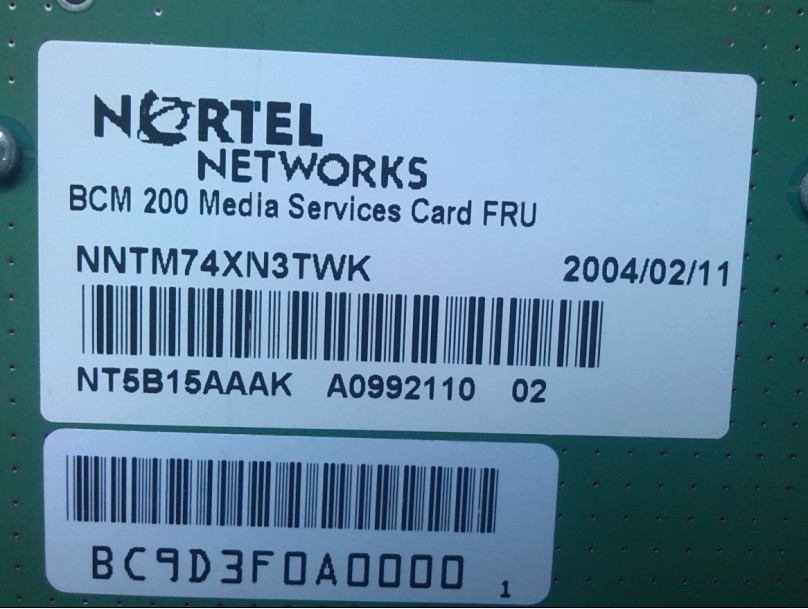 NORTEL
NETWORKS
BCM 200 Media Services Card FRU
NNTM74XN3TWK 2004/02/11
NT5B15AAAK A0992110 02
BC9D3F0A0000 1